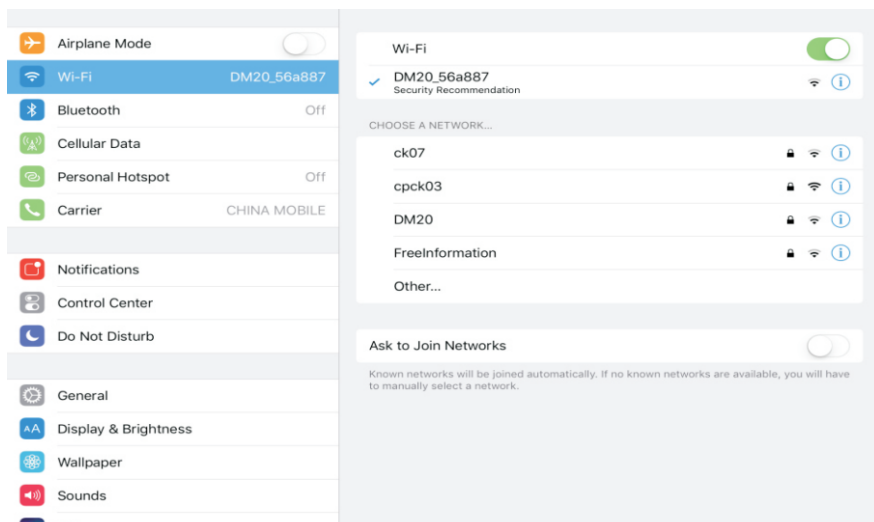 Airplane Mode
Wi-Fi DM20_56a887
Bluetooth Off
Cellular Data
Personal Hotspot Off
Carrier CHINA MOBILE
Notifications
Control Center
Do Not Disturb
General
AA Display & Brightness
Wallpaper
Sounds
Wi-Fi
DM20_56a887
Security Recommendation
CHOOSE A NETWORK...
ck07
cpck03
DM20
FreeInformation
Other...
Ask to Join Networks
Known networks will be joined automatically. If no known networks are available, you will have
to manually select a network.